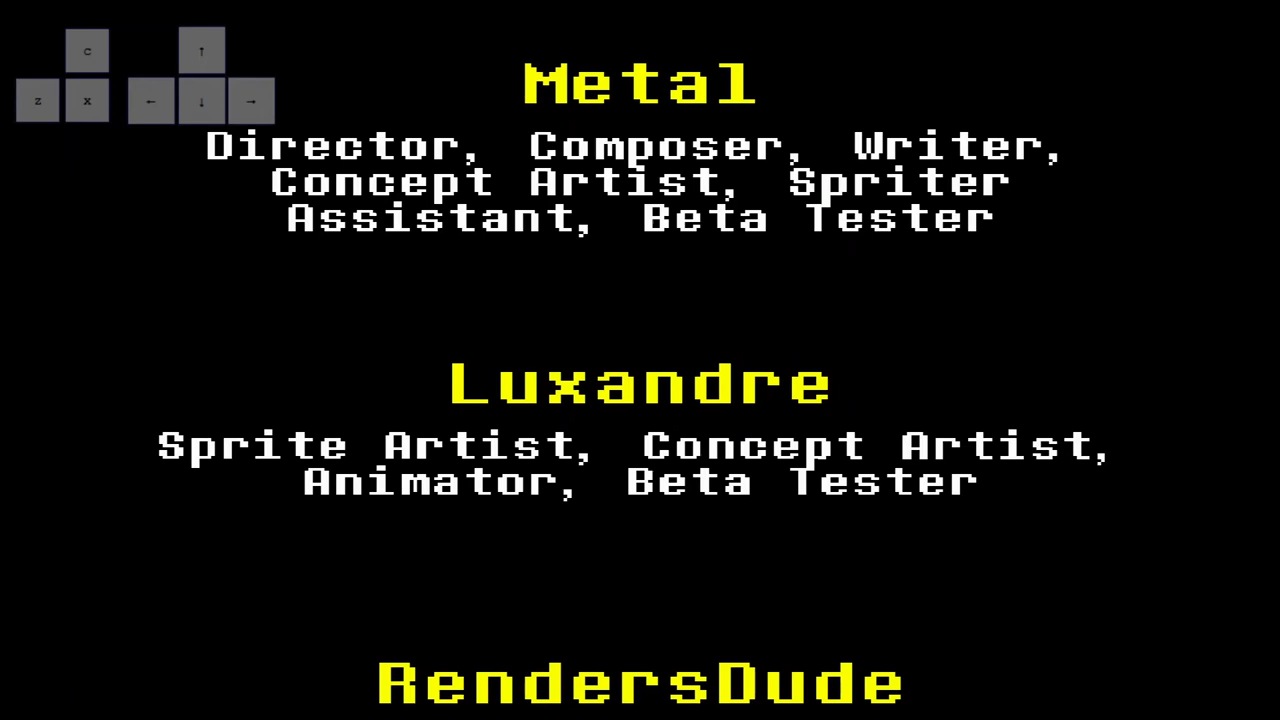 c ↑
z x ← ↓ →
Metal
Director, Composer, Writer,
Concept Artist, Spriter
Assistant, Beta Tester
Luxandre
Sprite Artist, Concept Artist,
Animator, Beta Tester
RendersDude